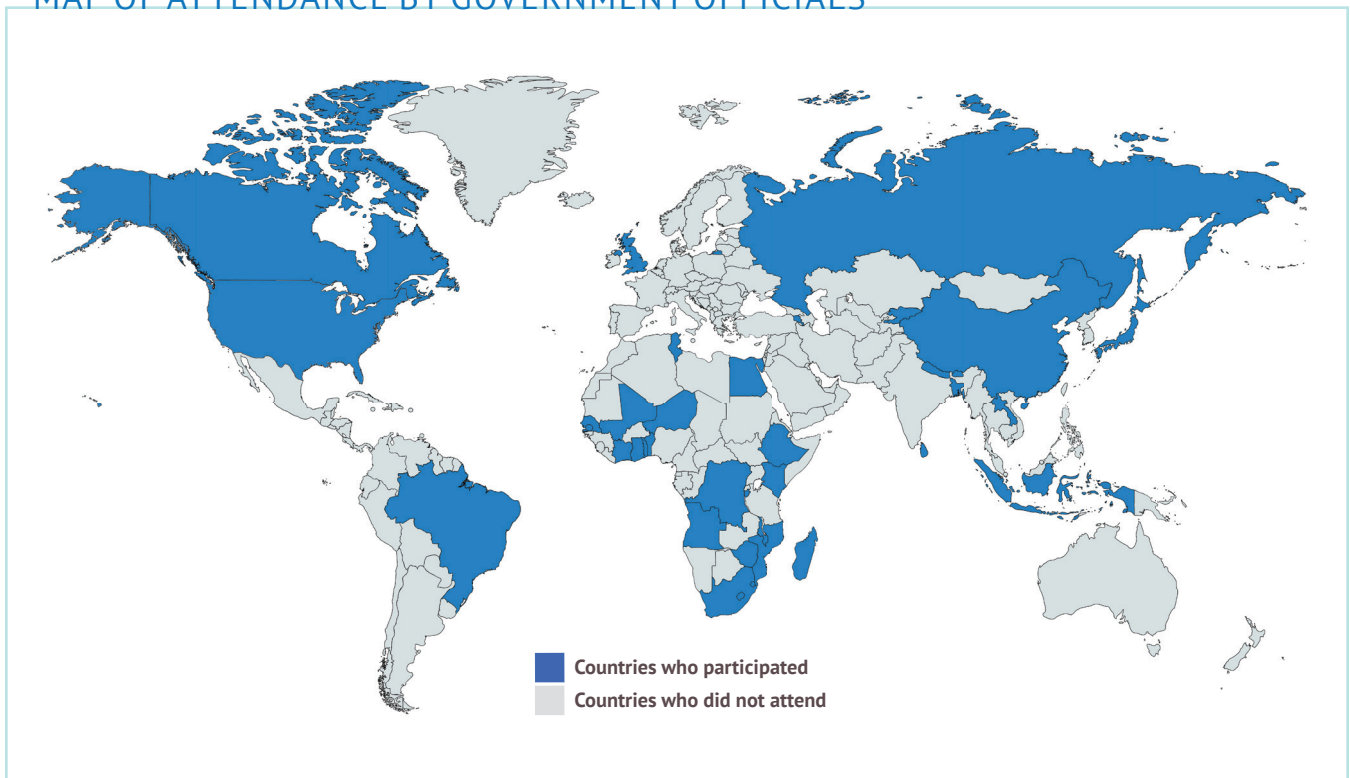 MAP OF ATTENDANCE BY GOVERNMENT OFFICIALS
Countries who participated
Countries who did not attend